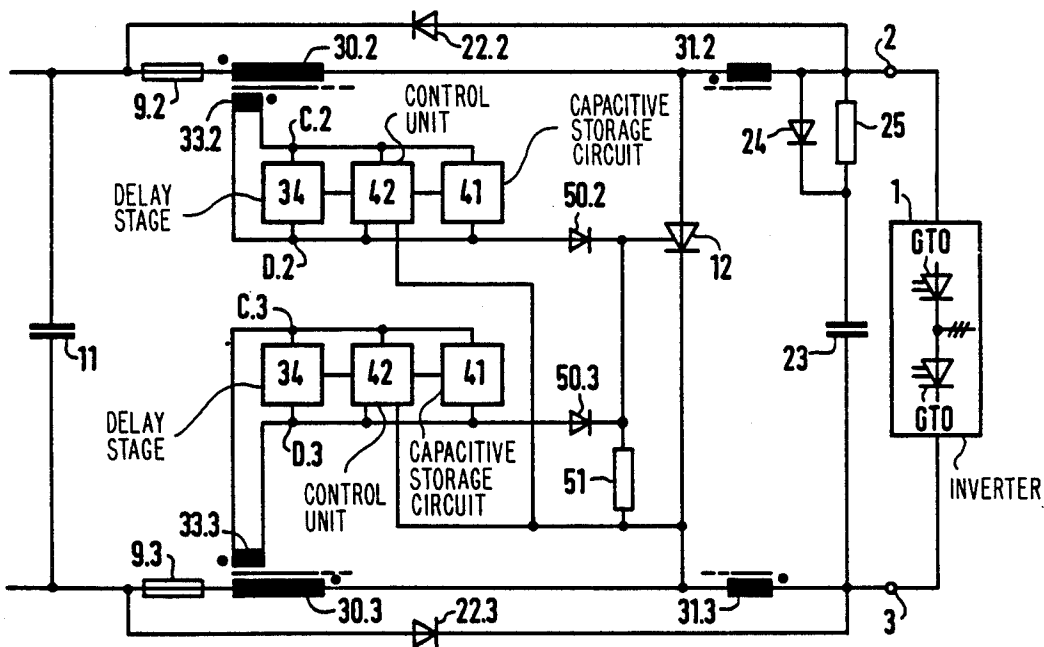 22.2
30.2
31.2
2
9.2
33.2
C.2
CONTROL
UNIT
CAPACITIVE
STORAGE
CIRCUIT
24
25
DELAY
STAGE
34
42
41
50.2
1
GTO
12
D.2
C.3
11
34
42
41
50.3
23
GTO
DELAY
STAGE
D.3
CONTROL
UNIT
CAPACITIVE
STORAGE
CIRCUIT
51
INVERTER
33.3
9.3
30.3
22.3
31.3
3